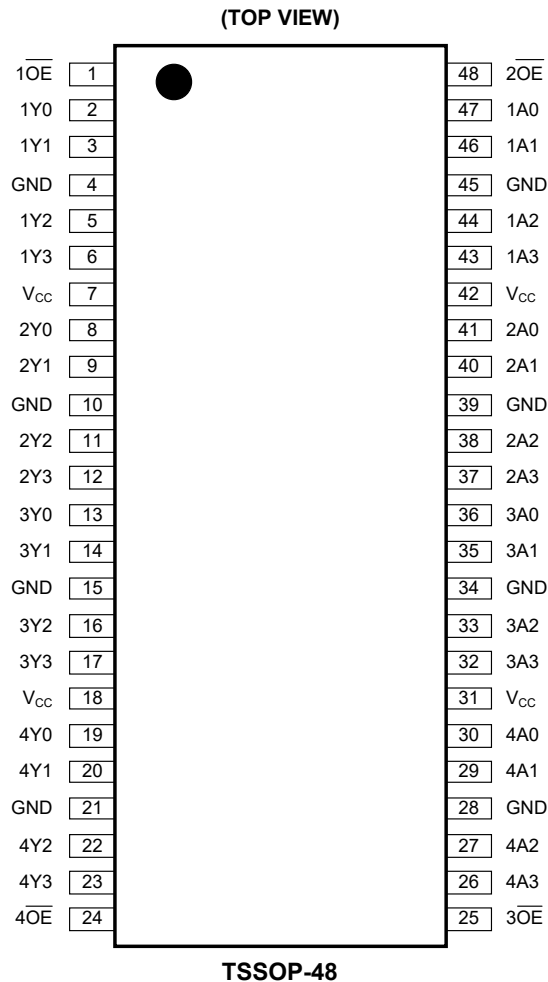 (TOP VIEW)
1O̅E̅ 1 48 2O̅E̅
1Y0 2 47 1A0
1Y1 3 46 1A1
GND 4 45 GND
1Y2 5 44 1A2
1Y3 6 43 1A3
VCC 7 42 VCC
2Y0 8 41 2A0
2Y1 9 40 2A1
GND 10 39 GND
2Y2 11 38 2A2
2Y3 12 37 2A3
3Y0 13 36 3A0
3Y1 14 35 3A1
GND 15 34 GND
3Y2 16 33 3A2
3Y3 17 32 3A3
VCC 18 31 VCC
4Y0 19 30 4A0
4Y1 20 29 4A1
GND 21 28 GND
4Y2 22 27 4A2
4Y3 23 26 4A3
4O̅E̅ 24 25 3O̅E̅
TSSOP-48